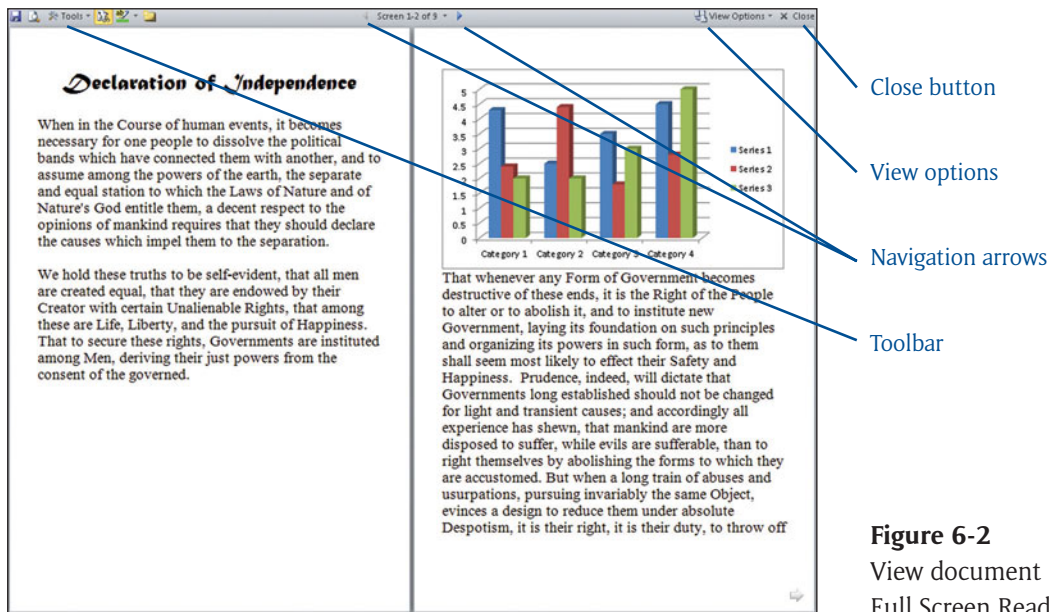 Tools
Screen 1-2 of 9
View Options
Close
Declaration of Independence
When in the Course of human events, it becomes
necessary for one people to dissolve the political
bands which have connected them with another, and to
assume among the powers of the earth, the separate
and equal station to which the Laws of Nature and of
Nature's God entitle them, a decent respect to the
opinions of mankind requires that they should declare
the causes which impel them to the separation.
We hold these truths to be self-evident, that all men
are created equal, that they are endowed by their
Creator with certain Unalienable Rights, that among
these are Life, Liberty, and the pursuit of Happiness.
That to secure these rights, Governments are instituted
among Men, deriving their just powers from the
consent of the governed.
5
4.5
4
3.5
3
2.5
2
1.5
1
0.5
0
Category 1 Category 2 Category 3 Category 4
Series 1
Series 2
Series 3
That whenever any Form of Government becomes
destructive of these ends, it is the Right of the People
to alter or to abolish it, and to institute new
Government, laying its foundation on such principles
and organizing its powers in such form, as to them
shall seem most likely to effect their Safety and
Happiness.  Prudence, indeed, will dictate that
Governments long established should not be changed
for light and transient causes; and accordingly all
experience has shewn, that mankind are more
disposed to suffer, while evils are sufferable, than to
right themselves by abolishing the forms to which they
are accustomed. But when a long train of abuses and
usurpations, pursuing invariably the same Object,
evinces a design to reduce them under absolute
Despotism, it is their right, it is their duty, to throw off
Close button
View options
Navigation arrows
Toolbar
Figure 6-2
View document
Full Screen Read